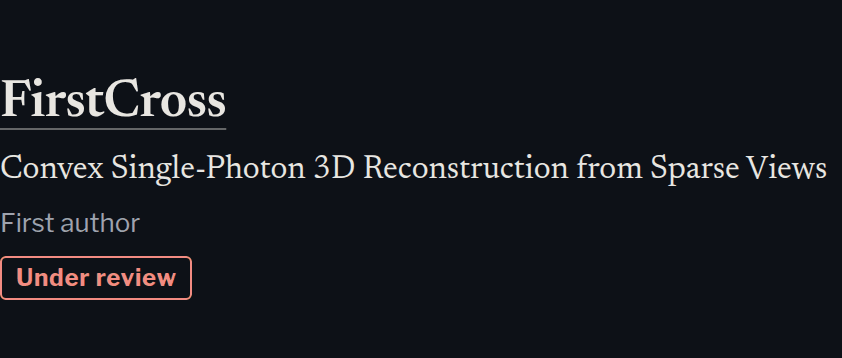 FirstCross
Convex Single-Photon 3D Reconstruction from Sparse Views
First author
Under review